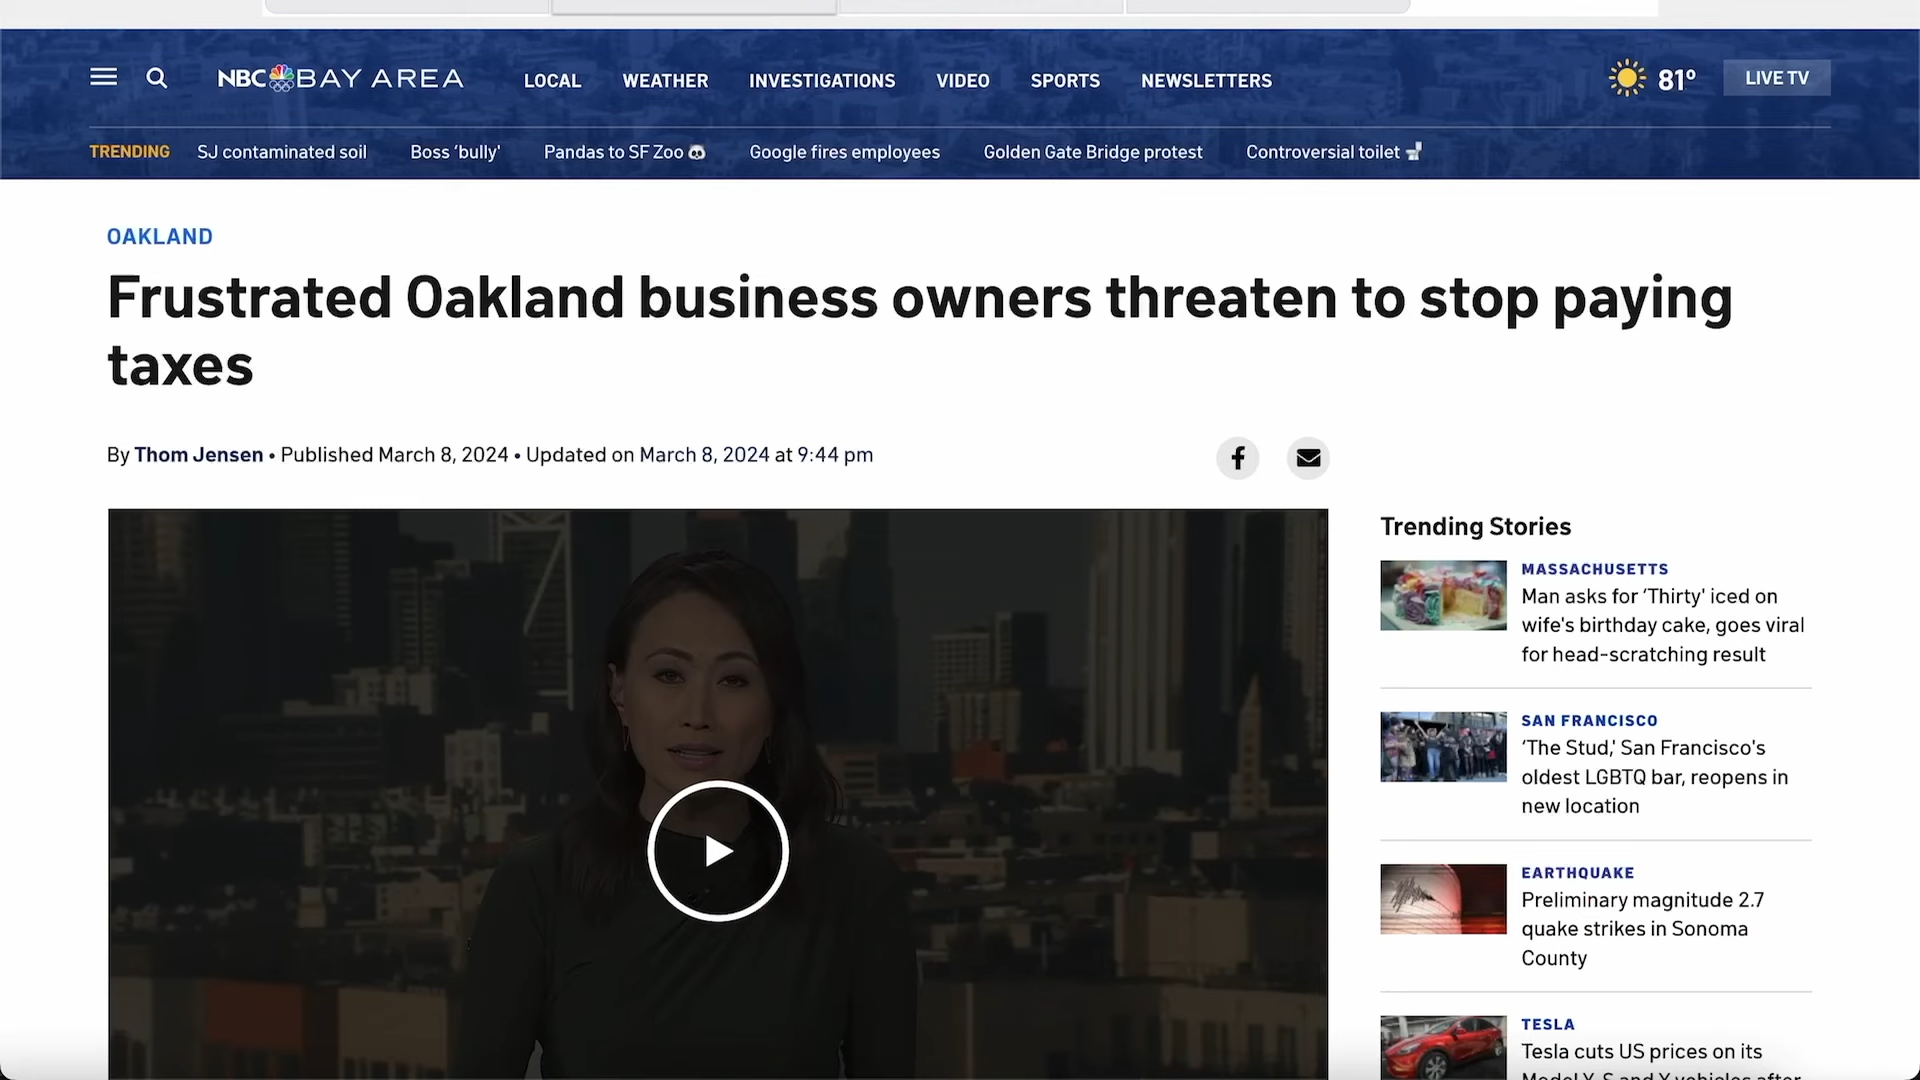 NBC BAY AREA
LOCAL
WEATHER
INVESTIGATIONS
VIDEO
SPORTS
NEWSLETTERS
81º
LIVE TV
TRENDING
SJ contaminated soil
Boss ‘bully'
Pandas to SF Zoo
Google fires employees
Golden Gate Bridge protest
Controversial toilet
OAKLAND
Frustrated Oakland business owners threaten to stop paying
taxes
By Thom Jensen • Published March 8, 2024 • Updated on March 8, 2024 at 9:44 pm
Trending Stories
MASSACHUSETTS
Man asks for ‘Thirty' iced on
wife's birthday cake, goes viral
for head-scratching result
SAN FRANCISCO
‘The Stud,' San Francisco's
oldest LGBTQ bar, reopens in
new location
EARTHQUAKE
Preliminary magnitude 2.7
quake strikes in Sonoma
County
TESLA
Tesla cuts US prices on its
Model Y, S and X vehicles after